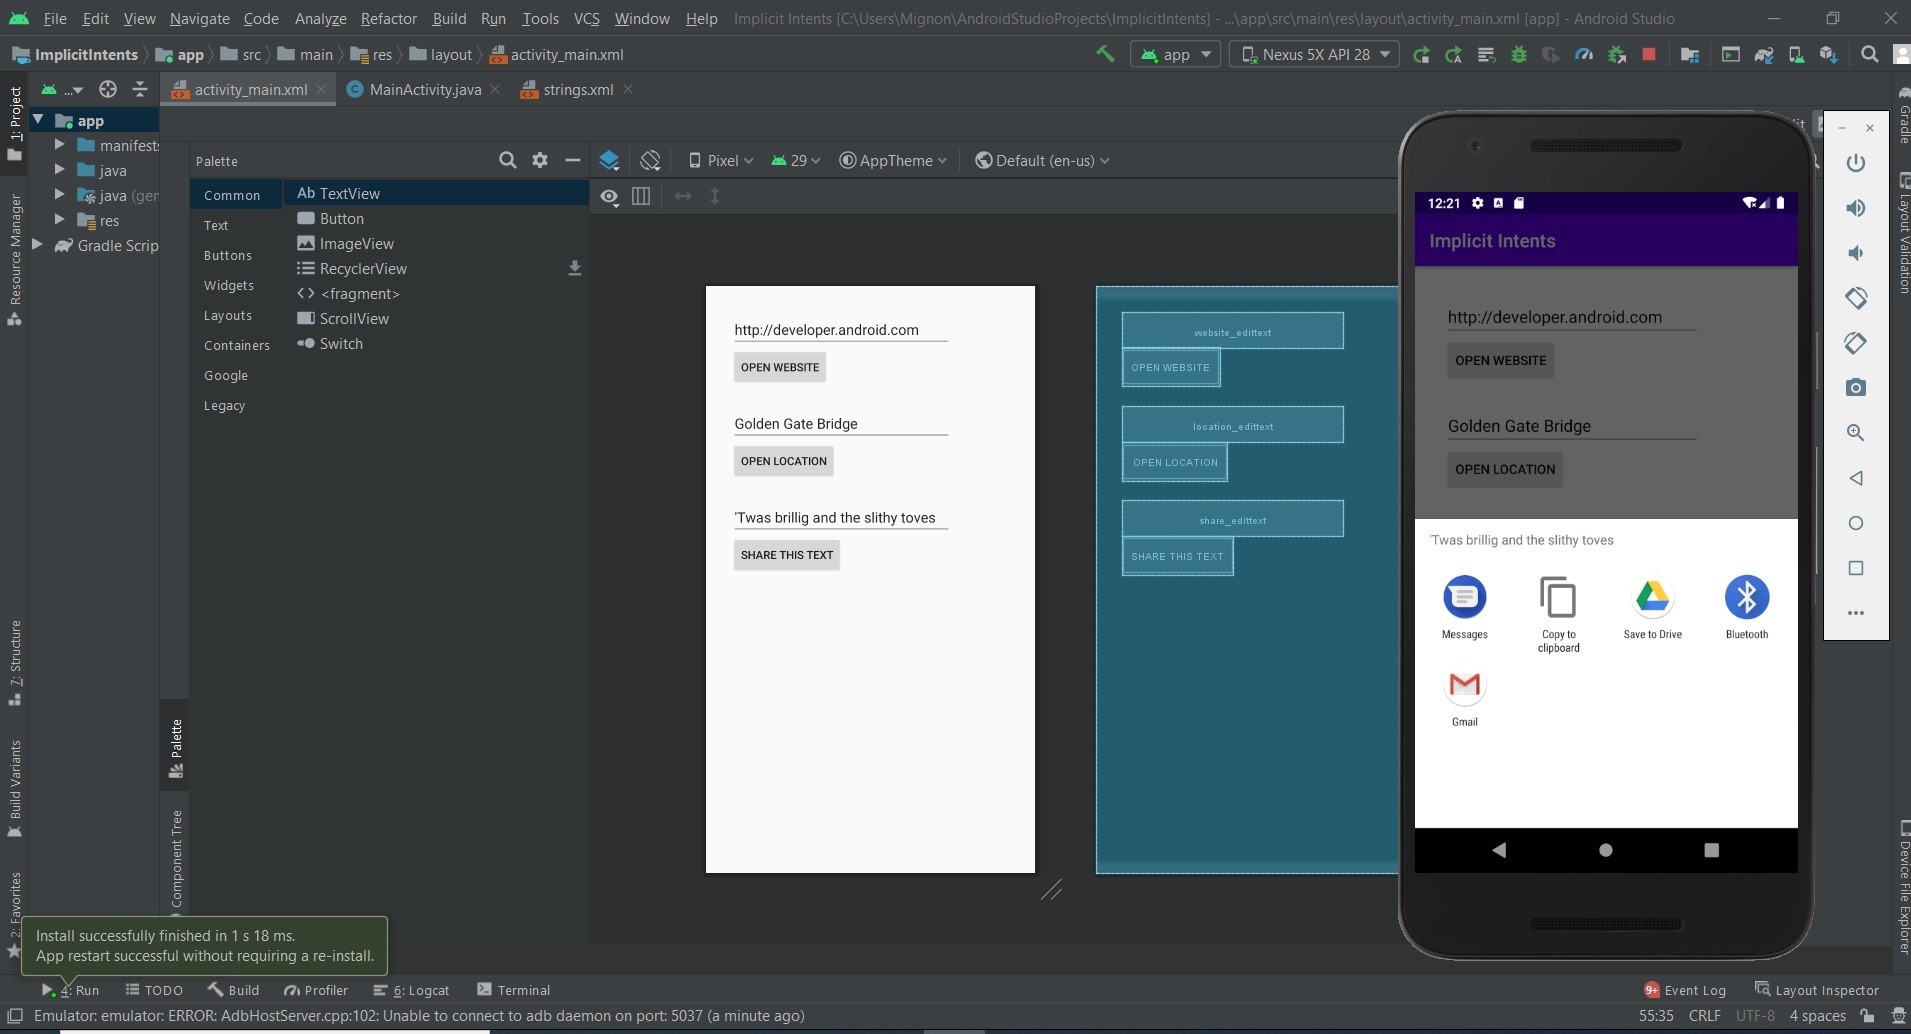 File Edit View Navigate Code Analyze Refactor Build Run Tools VCS Window Help Implicit Intents [C:\Users\Mignon\AndroidStudioProjects\ImplicitIntents] - ...\app\src\main\res\layout\activity_main.xml [app] - Android Studio
ImplicitIntents app src main res layout activity_main.xml app Nexus 5X API 28
... activity_main.xml MainActivity.java strings.xml
1: Project
Resource Manager
7: Structure
Build Variants
2: Favorites
app
manifests
java
java (gen
res
Gradle Scrip
Palette
Common
Text
Buttons
Widgets
Layouts
Containers
Google
Legacy
Ab TextView
Button
ImageView
RecyclerView
<fragment>
ScrollView
Switch
Palette
Component Tree
Pixel 29 AppTheme Default (en-us)
http://developer.android.com
OPEN WEBSITE
Golden Gate Bridge
OPEN LOCATION
'Twas brillig and the slithy toves
SHARE THIS TEXT
website_edittext
OPEN WEBSITE
location_edittext
OPEN LOCATION
share_edittext
SHARE THIS TEXT
12:21
Implicit Intents
http://developer.android.com
OPEN WEBSITE
Golden Gate Bridge
OPEN LOCATION
'Twas brillig and the slithy toves
Messages
Copy to
clipboard
Save to Drive
Bluetooth
Gmail
Gradle
Layout Validation
Device File Explorer
Install successfully finished in 1 s 18 ms.
App restart successful without requiring a re-install.
4: Run TODO Build Profiler 6: Logcat Terminal 9+ Event Log Layout Inspector
Emulator: emulator: ERROR: AdbHostServer.cpp:102: Unable to connect to adb daemon on port: 5037 (a minute ago) 55:35 CRLF UTF-8 4 spaces